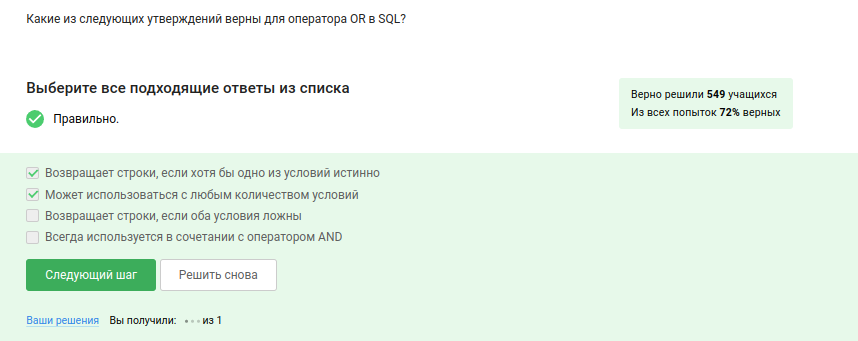 Какие из следующих утверждений верны для оператора OR в SQL?
Выберите все подходящие ответы из списка
Верно решили 549 учащихся
Из всех попыток 72% верных
Правильно.
Возвращает строки, если хотя бы одно из условий истинно
Может использоваться с любым количеством условий
Возвращает строки, если оба условия ложны
Всегда используется в сочетании с оператором AND
Следующий шаг
Решить снова
Ваши решения Вы получили: ••• из 1